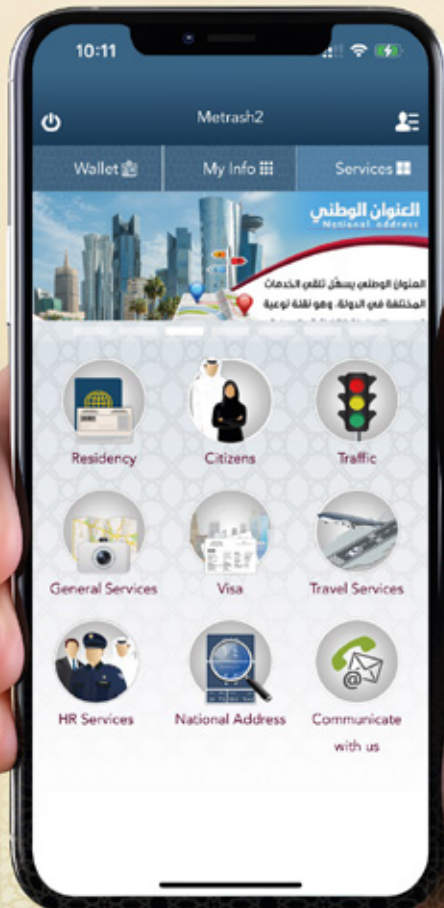 10:11
Metrash2
Wallet
My Info
Services
العنوان الوطني
National address
العنوان الوطني يسهّل تلقي الخدمات
المختلفة في الدولة، وهو نقلة نوعية
Residency
Citizens
Traffic
General Services
Visa
Travel Services
HR Services
National Address
Communicate
with us